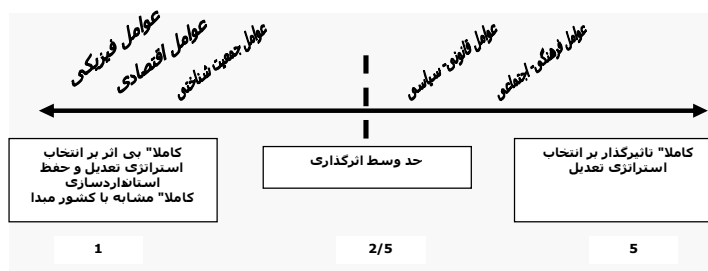 عوامل فیزیکی
عوامل اقتصادی
عوامل جمعیت شناختی
عوامل قانونی- سیاسی
عوامل فرهنگی- اجتماعی
کاملا" بی اثر بر انتخاب
استراتژی تعدیل و حفظ
استانداردسازی
کاملا" مشابه با کشور مبدا
حد وسط اثرگذاری
کاملا" تاثیرگذار بر انتخاب
استراتژی تعدیل
1
2/5
5